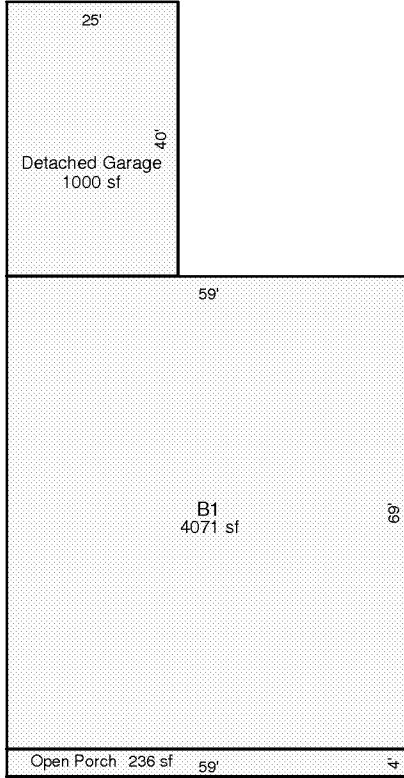 25'
40'
Detached Garage
1000 sf
59'
B1
4071 sf
69'
Open Porch 236 sf
59'
4'